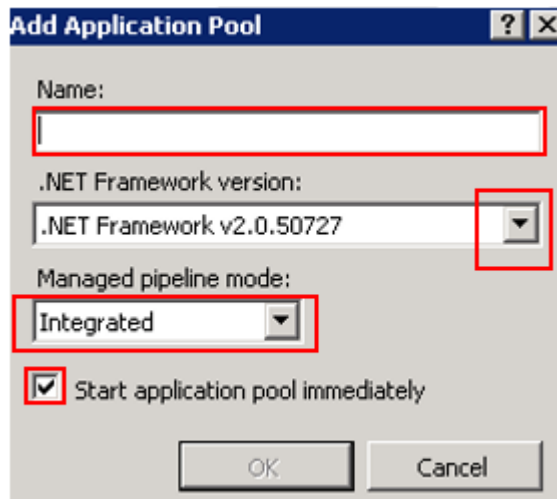 Add Application Pool
Name:
.NET Framework version:
.NET Framework v2.0.50727
Managed pipeline mode:
Integrated
Start application pool immediately
OK Cancel